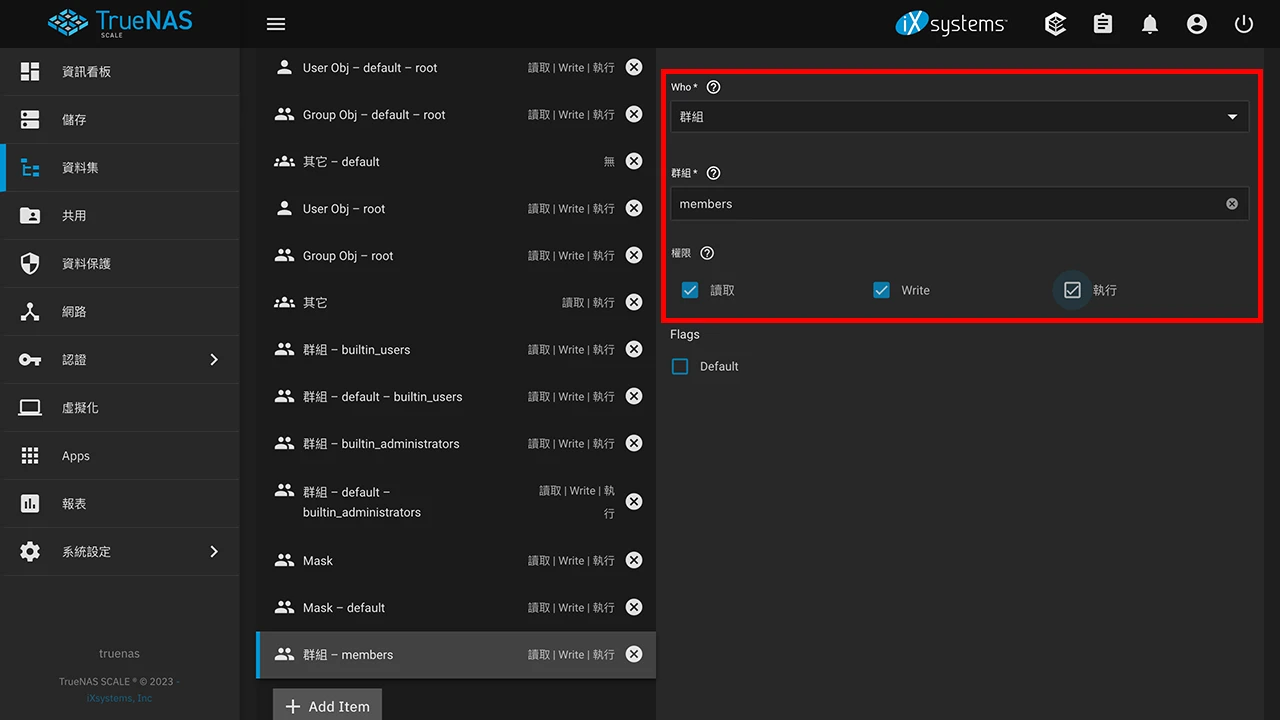 TrueNAS
SCALE
iXsystems™
資訊看板
儲存
資料集
共用
資料保護
網路
認證
虛擬化
Apps
報表
系統設定
truenas
TrueNAS SCALE ® © 2023 -
iXsystems, Inc
User Obj – default – root
讀取 | Write | 執行
Group Obj – default – root
讀取 | Write | 執行
其它 – default
無
User Obj – root
讀取 | Write | 執行
Group Obj – root
讀取 | Write | 執行
其它
讀取 | 執行
群組 – builtin_users
讀取 | Write | 執行
群組 – default – builtin_users
讀取 | Write | 執行
群組 – builtin_administrators
讀取 | Write | 執行
群組 – default –
builtin_administrators
讀取 | Write | 執
行
Mask
讀取 | Write | 執行
Mask – default
讀取 | Write | 執行
群組 – members
讀取 | Write | 執行
Add Item
Who *
群組
群組 *
members
權限
讀取
Write
執行
Flags
Default